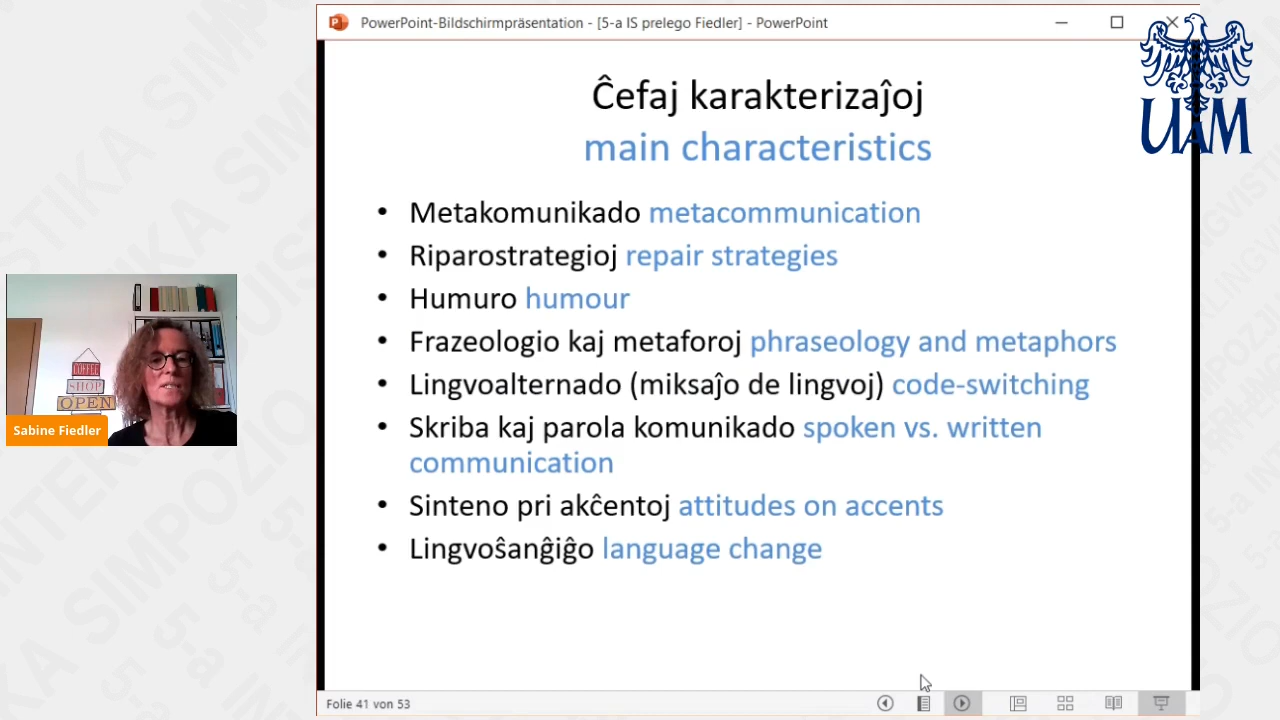 PowerPoint-Bildschirmpräsentation - [5-a IS prelego Fiedler] - PowerPoint
UAM
Ĉefaj karakterizaĵoj
main characteristics
• Metakomunikado metacommunication
• Riparostrategioj repair strategies
• Humuro humour
• Frazeologio kaj metaforoj phraseology and metaphors
• Lingvoalternado (miksaĵo de lingvoj) code-switching
• Skriba kaj parola komunikado spoken vs. written
communication
• Sinteno pri akĉentoj attitudes on accents
• Lingvoŝanĝiĝo language change
COFFEE
SHOP
OPEN
Sabine Fiedler
Folie 41 von 53